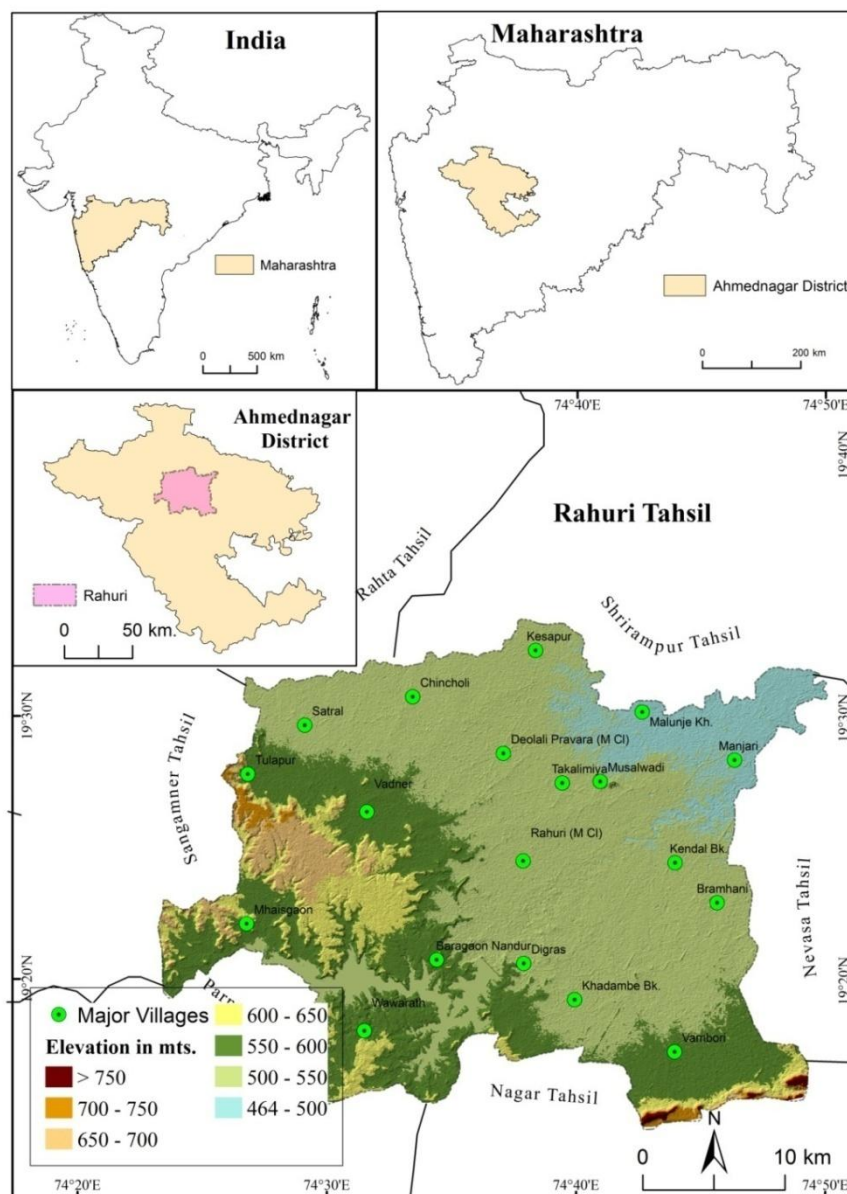 India
Maharashtra
0 500 km
Maharashtra
Ahmednagar District
0 200 km
Ahmednagar
District
Rahuri
0 50 km.
74°40'E
74°50'E
19°40'N
19°40'N
Rahuri Tahsil
Rahta Tahsil
Shrirampur Tahsil
Sangamner Tahsil
Nevasa Tahsil
Nagar Tahsil
19°30'N
19°30'N
Kesapur
Chincholi
Satral
Malunje Kh.
Deolali Pravara (M Cl)
Manjari
Tulapur
Takalimiya
Musalwadi
Vadner
Rahuri (M Cl)
Kendal Bk.
Bramhani
Mhaisgaon
Baragaon Nandur
Digras
19°20'N
19°20'N
Khadambe Bk.
Wawarath
Vambori
Major Villages
Elevation in mts.
> 750
700 - 750
650 - 700
600 - 650
550 - 600
500 - 550
464 - 500
N
0 10 km
74°20'E
74°30'E
74°40'E
74°50'E